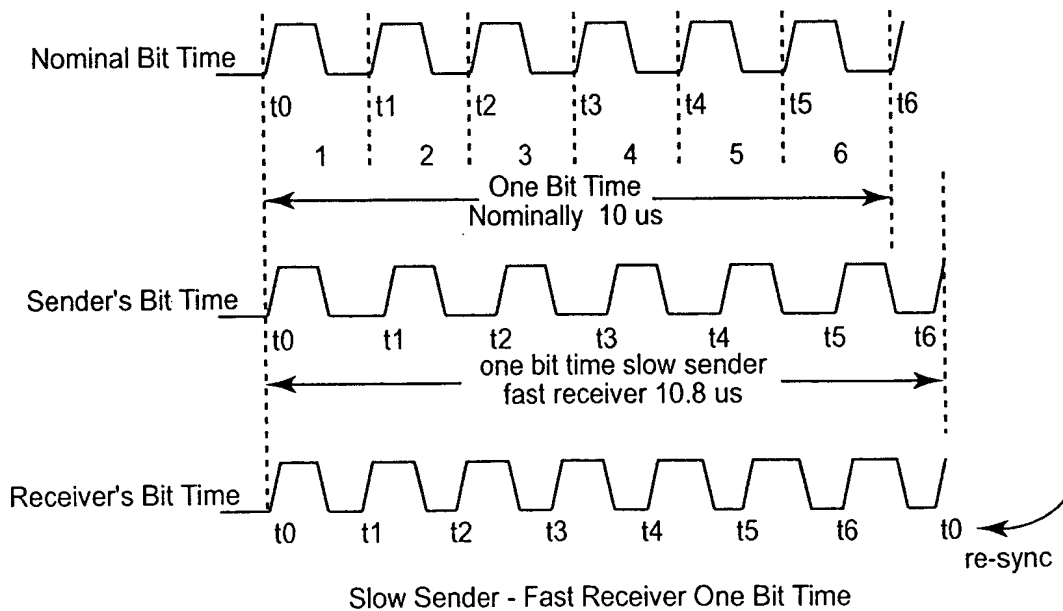 Nominal Bit Time
t0 t1 t2 t3 t4 t5 t6
1 2 3 4 5 6
One Bit Time
Nominally 10 us
Sender's Bit Time
t0 t1 t2 t3 t4 t5 t6
one bit time slow sender
fast receiver 10.8 us
Receiver's Bit Time
t0 t1 t2 t3 t4 t5 t6 t0
re-sync
Slow Sender - Fast Receiver One Bit Time